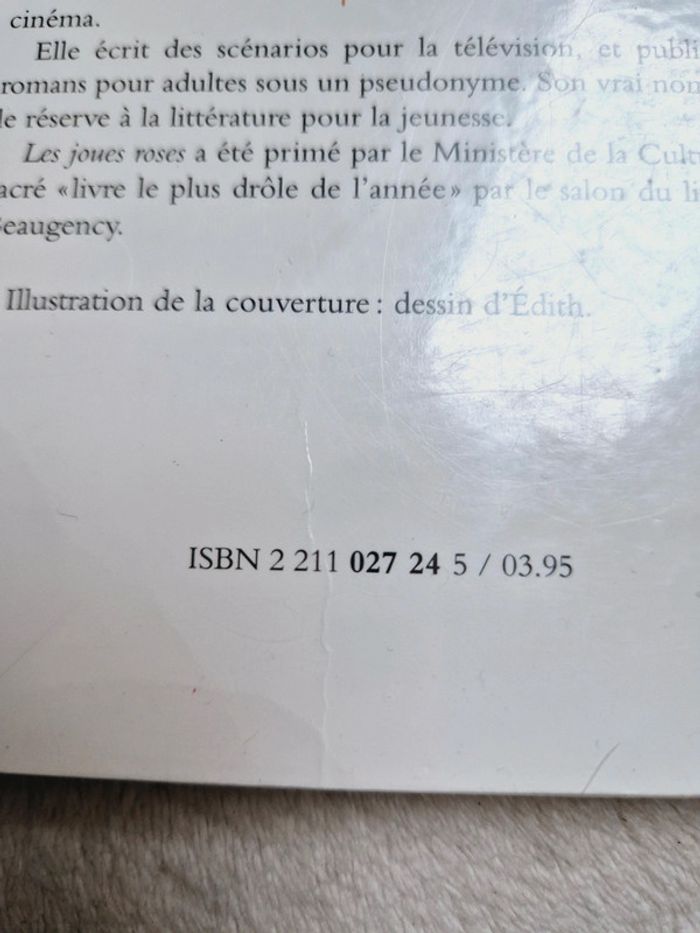 cinéma.
Elle écrit des scénarios pour la télévision, et publi
romans pour adultes sous un pseudonyme. Son vrai nom
le réserve à la littérature pour la jeunesse.
Les joues roses a été primé par le Ministère de la Cultu
acré «livre le plus drôle de l'année» par le salon du li
eaugency.
Illustration de la couverture : dessin d'Édith.
ISBN 2 211 027 24 5 / 03.95